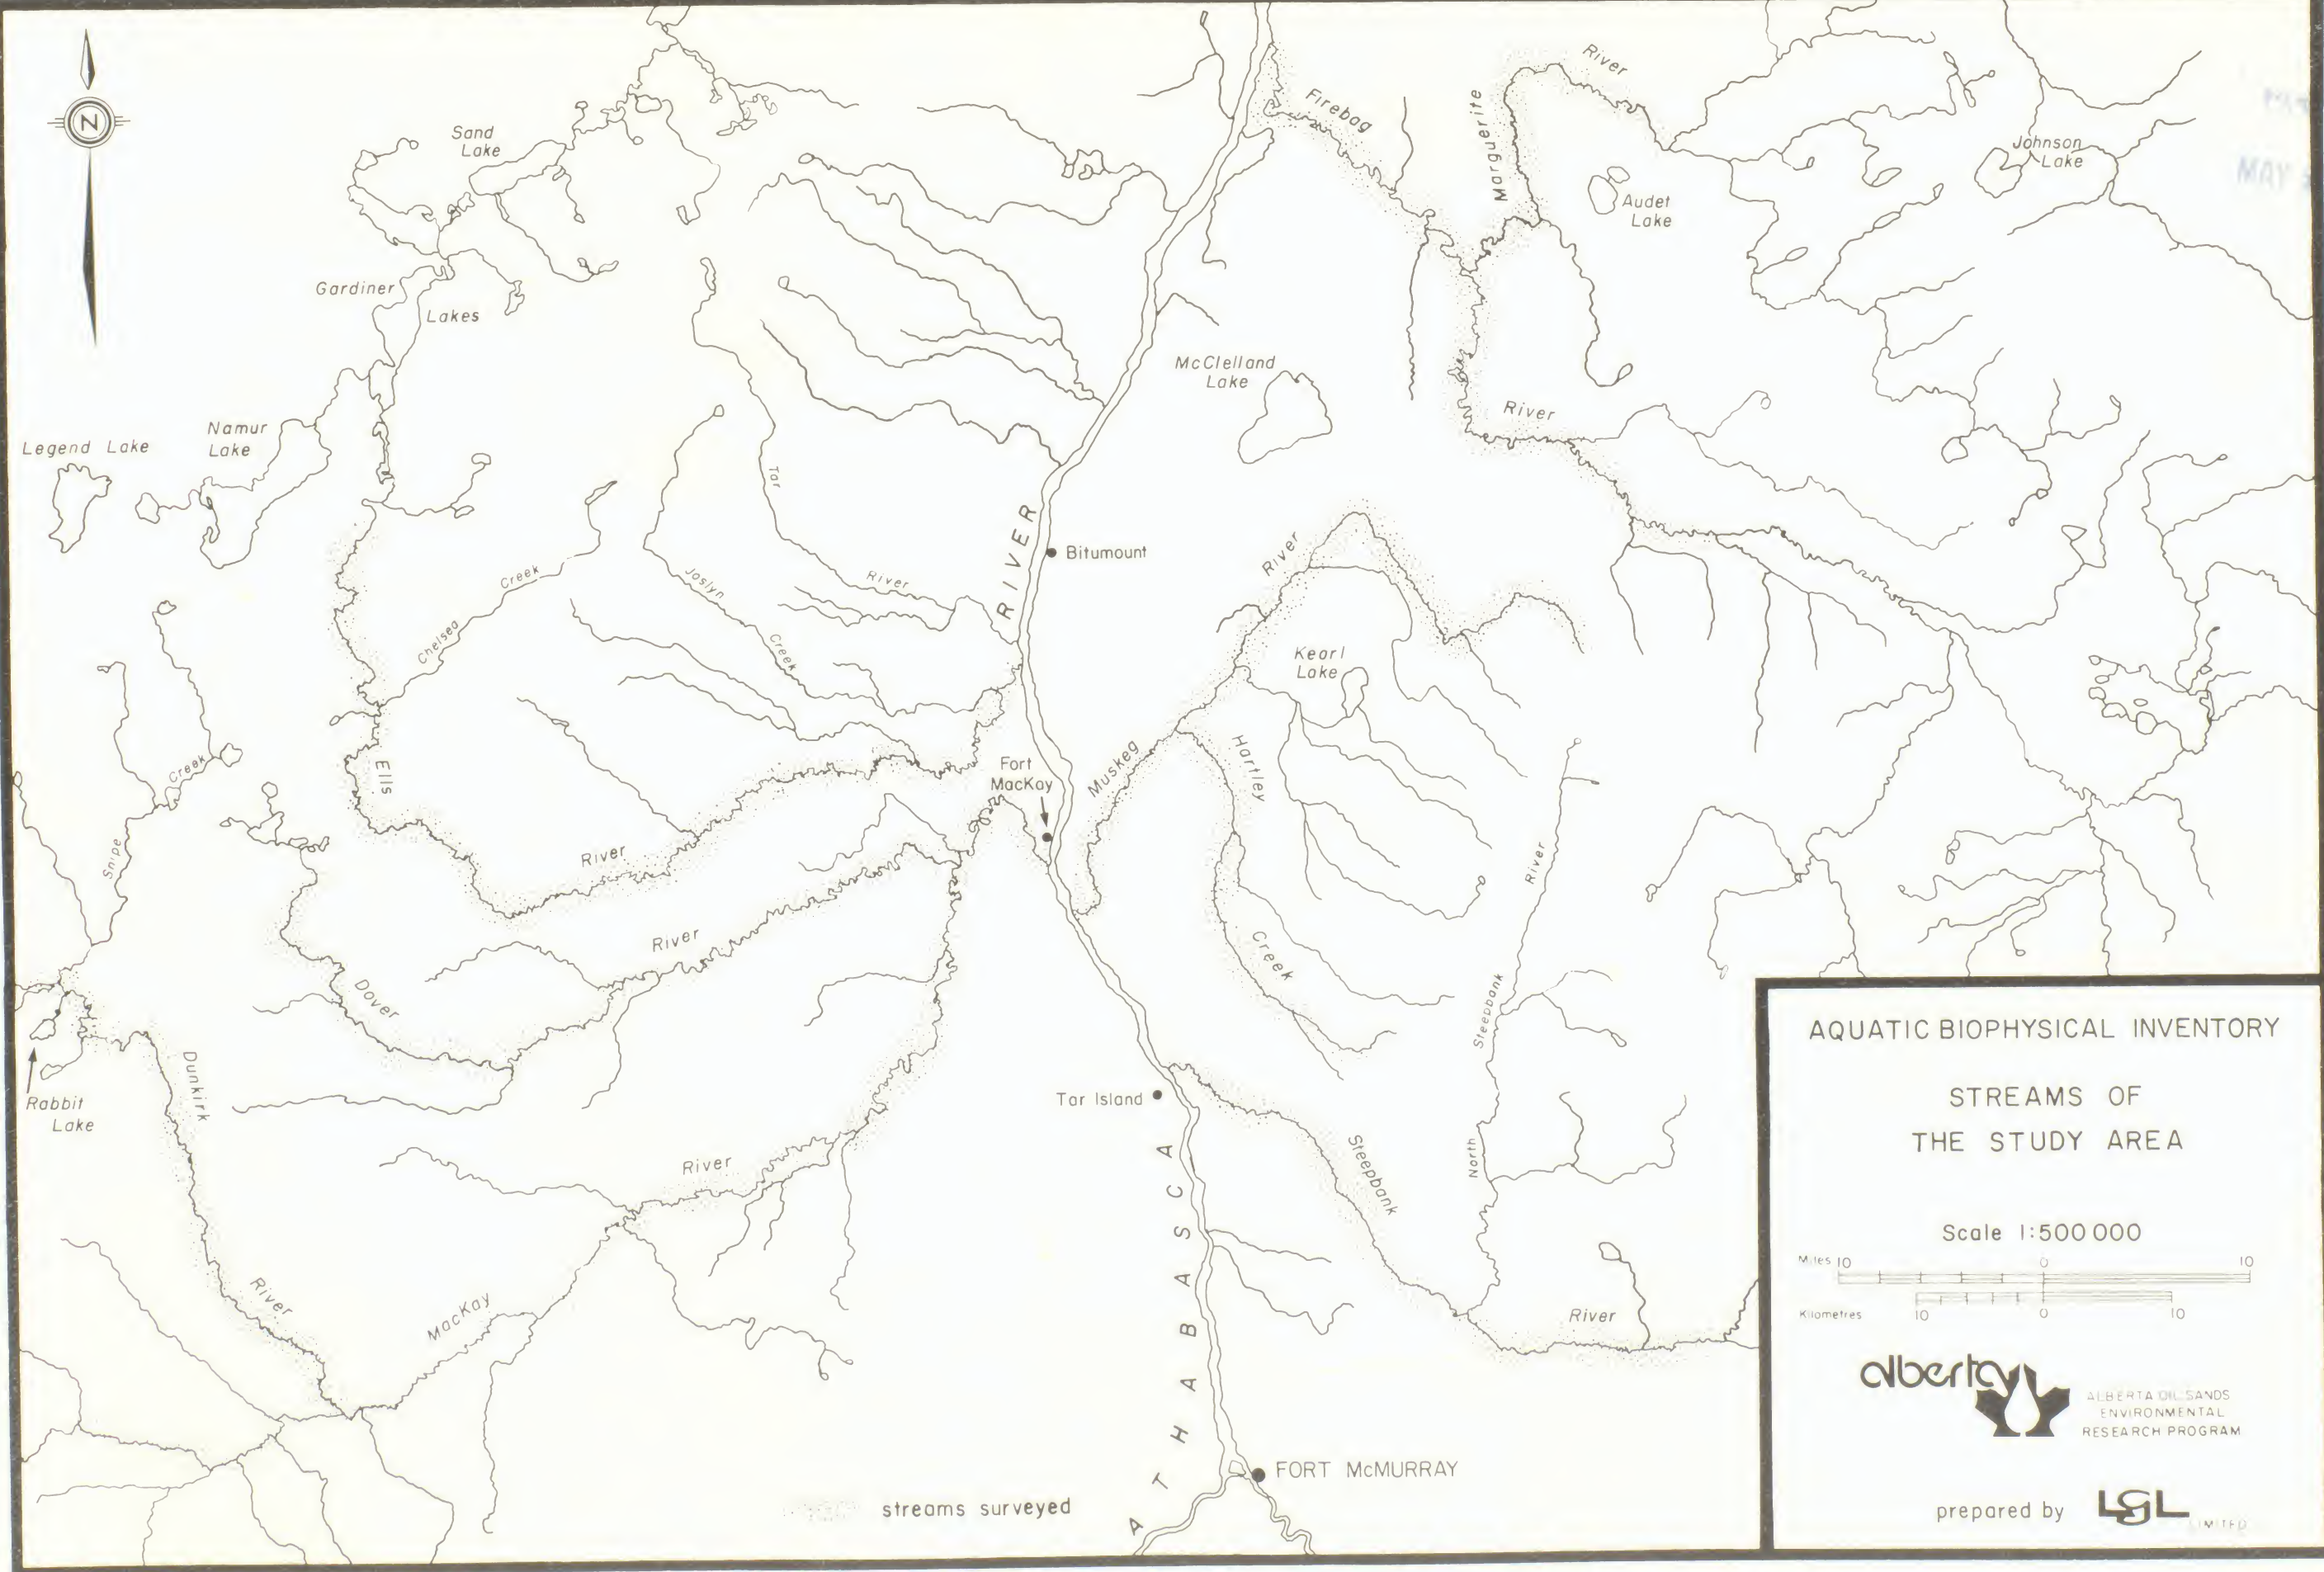 N
Sand
Lake
Gardiner
Lakes
Legend Lake
Namur
Lake
Firebag
River
Marguerite
River
Audet
Lake
Johnson
Lake
MAY
McClelland
Lake
Tar
River
Joslyn
Creek
Chelsea
Creek
Ells
River
Snipe
Creek
Dover
River
Dunkirk
River
MacKay
River
Rabbit
Lake
ATHABASCA
RIVER
Bitumount
Fort
MacKay
Tar Island
FORT McMURRAY
Muskeg
River
Kearl
Lake
Hartley
Creek
North
Steepbank
River
Steepbank
River
streams surveyed
AQUATIC BIOPHYSICAL INVENTORY
STREAMS OF
THE STUDY AREA
Scale 1:500 000
Miles 10 0 10
Kilometres 10 0 10
alberta
ALBERTA OIL SANDS
ENVIRONMENTAL
RESEARCH PROGRAM
prepared by LGL
LIMITED